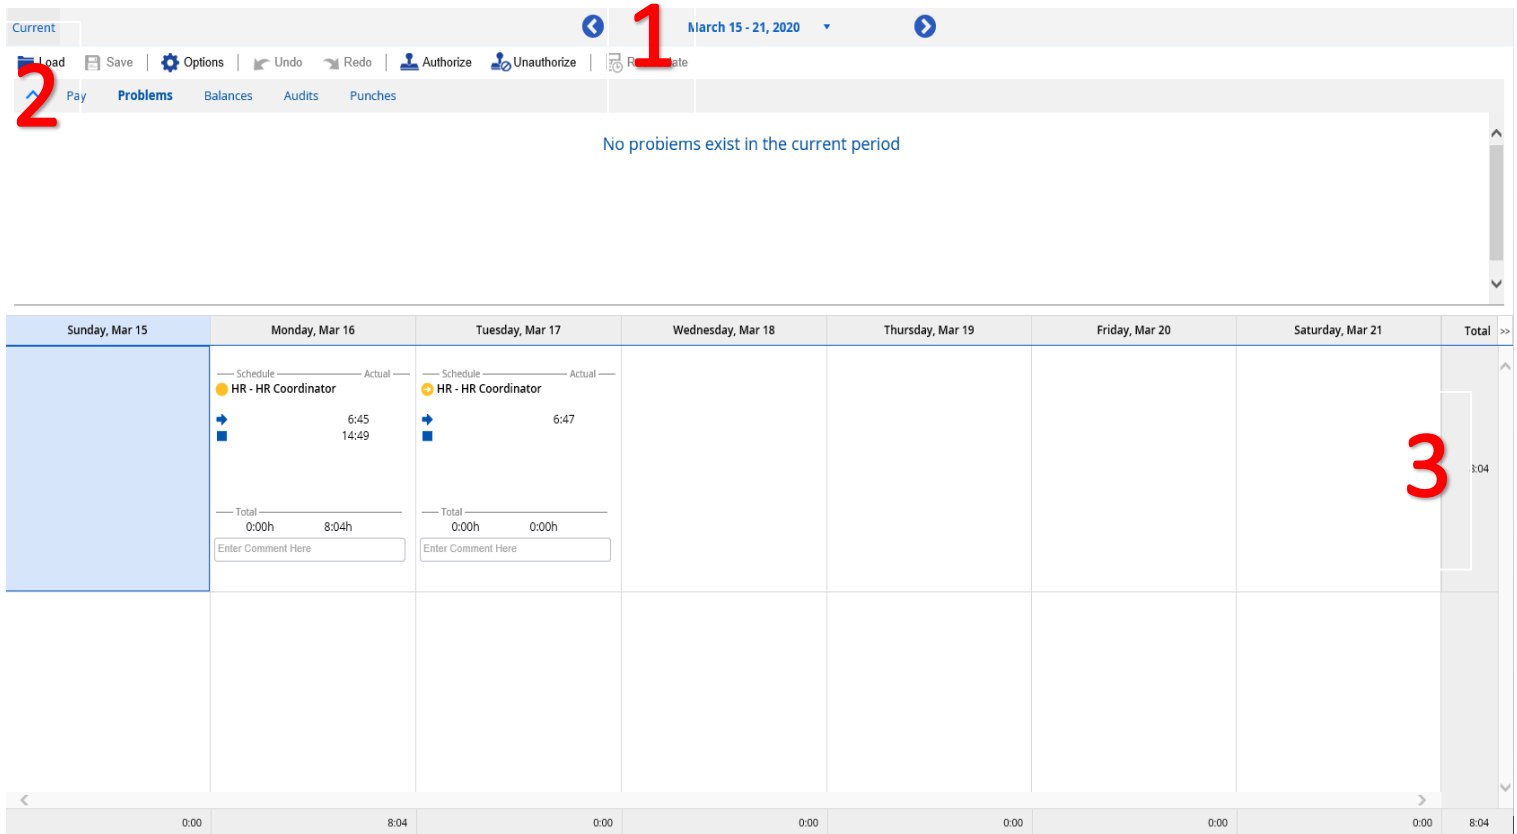 Current March 15 - 21, 2020
1
Load Save Options Undo Redo Authorize Unauthorize
2
Pay Problems Balances Audits Punches
No problems exist in the current period
Sunday, Mar 15 Monday, Mar 16 Tuesday, Mar 17 Wednesday, Mar 18 Thursday, Mar 19 Friday, Mar 20 Saturday, Mar 21 Total >>
Schedule Actual Schedule Actual
HR - HR Coordinator HR - HR Coordinator
6:45 6:47
14:49
3
:04
Total Total
0:00h 8:04h 0:00h 0:00h
Enter Comment Here Enter Comment Here
0:00 8:04 0:00 0:00 0:00 0:00 0:00 8:04